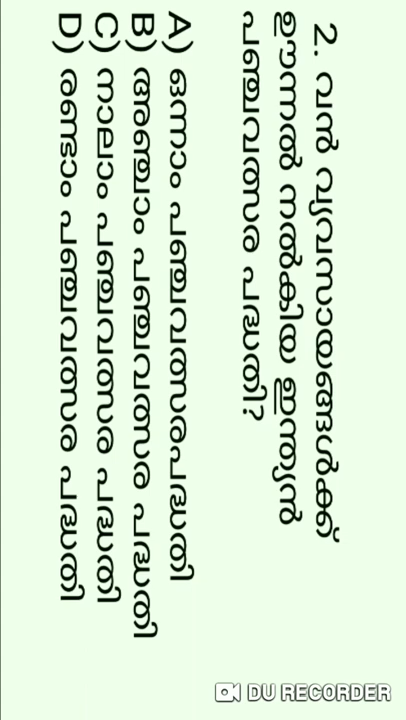 2. വൻ വ്യവസായങ്ങൾക്ക്
ഊന്നൽ നൽകിയ ഇന്ത്യൻ
പഞ്ചവത്സര പദ്ധതി?
A) ഒന്നാം പഞ്ചവത്സരപദ്ധതി
B) അഞ്ചാം പഞ്ചവത്സര പദ്ധതി
C) നാലാം പഞ്ചവത്സര പദ്ധതി
D) രണ്ടാം പഞ്ചവത്സര പദ്ധതി
DU RECORDER